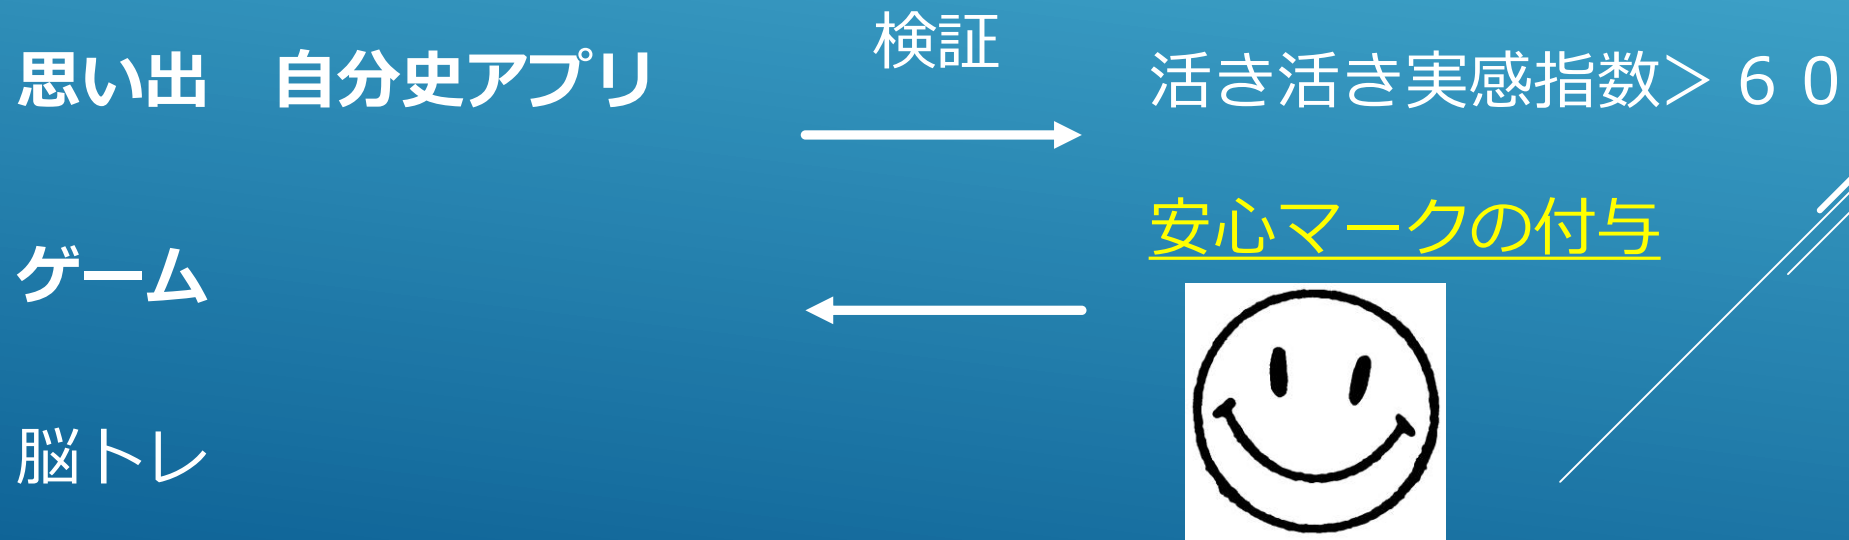 思い出　自分史アプリ
検証
活き活き実感指数＞６０
安心マークの付与
ゲーム
脳トレ